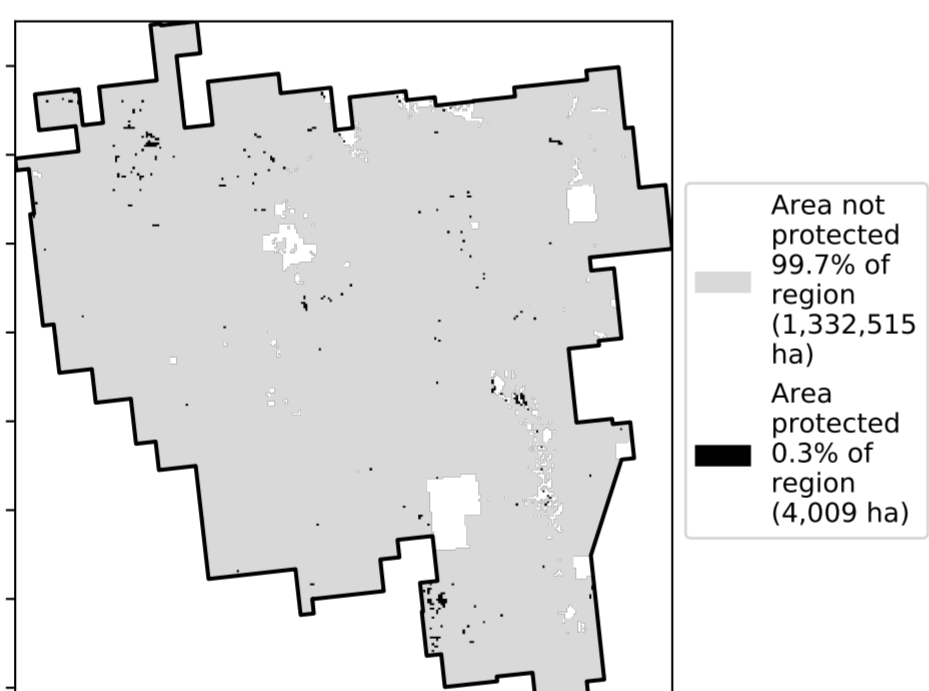 Area not
protected
99.7% of
region
(1,332,515
ha)
Area
protected
0.3% of
region
(4,009 ha)